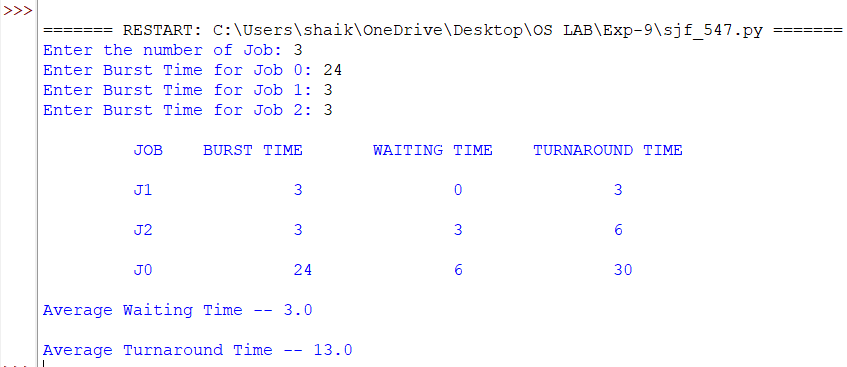 >>>
======= RESTART: C:\Users\shaik\OneDrive\Desktop\OS LAB\Exp-9\sjf_547.py =======
Enter the number of Job: 3
Enter Burst Time for Job 0: 24
Enter Burst Time for Job 1: 3
Enter Burst Time for Job 2: 3
JOB BURST TIME WAITING TIME TURNAROUND TIME
J1 3 0 3
J2 3 3 6
J0 24 6 30
Average Waiting Time -- 3.0
Average Turnaround Time -- 13.0